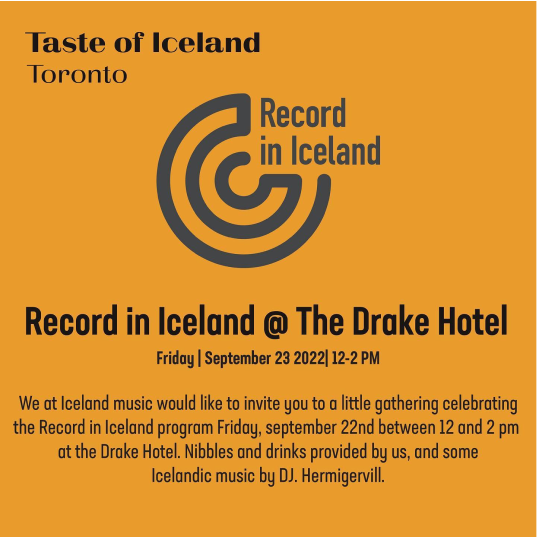 Taste of Iceland
Toronto
Record
in Iceland
Record in Iceland @ The Drake Hotel
Friday | September 23 2022| 12-2 PM
We at Iceland music would like to invite you to a little gathering celebrating
the Record in Iceland program Friday, september 22nd between 12 and 2 pm
at the Drake Hotel. Nibbles and drinks provided by us, and some
Icelandic music by DJ. Hermigervill.